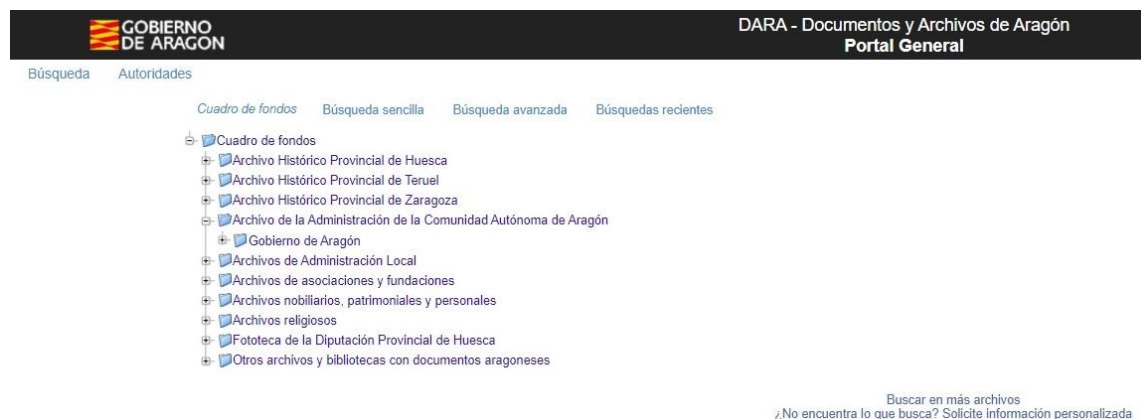 GOBIERNO
DE ARAGON
DARA - Documentos y Archivos de Aragón
Portal General
Búsqueda Autoridades
Cuadro de fondos Búsqueda sencilla Búsqueda avanzada Búsquedas recientes
Cuadro de fondos
Archivo Histórico Provincial de Huesca
Archivo Histórico Provincial de Teruel
Archivo Histórico Provincial de Zaragoza
Archivo de la Administración de la Comunidad Autónoma de Aragón
Gobierno de Aragón
Archivos de Administración Local
Archivos de asociaciones y fundaciones
Archivos nobiliarios, patrimoniales y personales
Archivos religiosos
Fototeca de la Diputación Provincial de Huesca
Otros archivos y bibliotecas con documentos aragoneses
Buscar en más archivos
¿No encuentra lo que busca? Solicite información personalizada